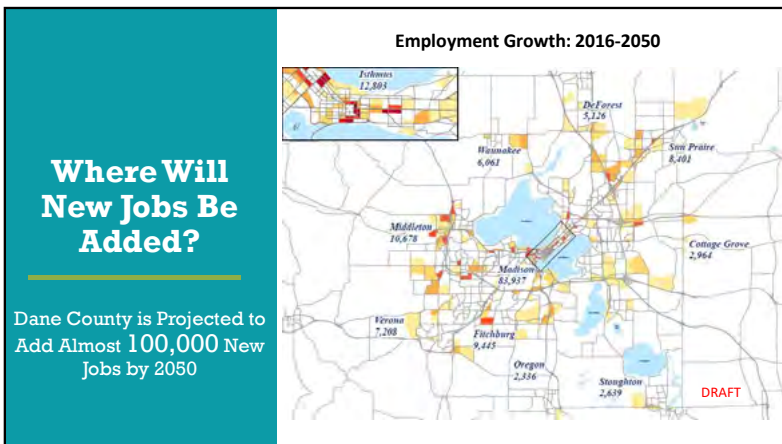 Where Will
New Jobs Be
Added?
Dane County is Projected to
Add Almost 100,000 New
Jobs by 2050
Employment Growth: 2016-2050
Isthmus
12,803
DeForest
5,126
Waunakee
6,061
Sun Praire
8,401
Middleton
10,678
Madison
83,937
Cottage Grove
2,964
Verona
7,208
Fitchburg
9,445
Oregon
2,336
Stoughton
2,639
DRAFT